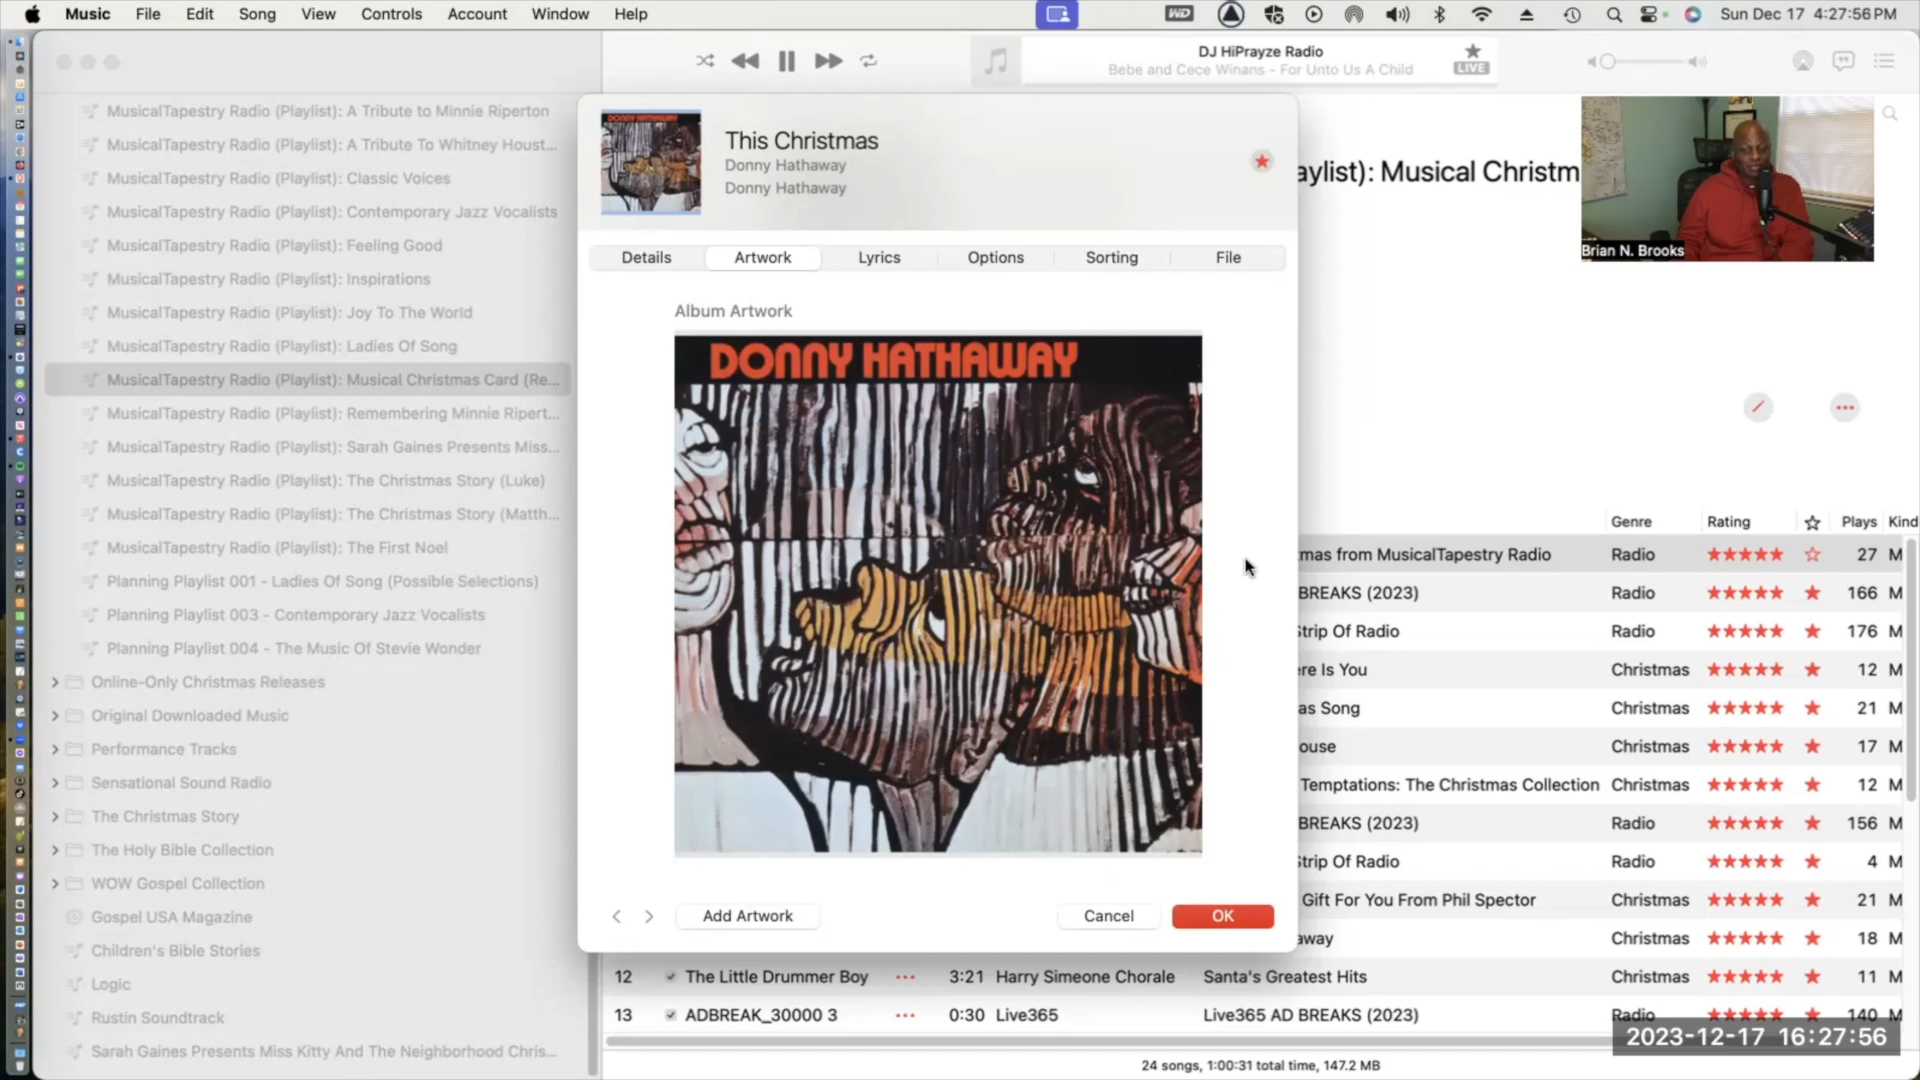 Music File Edit Song View Controls Account Window Help
WD
Sun Dec 17 4:27:56 PM
DJ HiPrayze Radio
Bebe and Cece Winans - For Unto Us A Child
LIVE
MusicalTapestry Radio (Playlist): A Tribute to Minnie Riperton
MusicalTapestry Radio (Playlist): A Tribute To Whitney Houst...
MusicalTapestry Radio (Playlist): Classic Voices
MusicalTapestry Radio (Playlist): Contemporary Jazz Vocalists
MusicalTapestry Radio (Playlist): Feeling Good
MusicalTapestry Radio (Playlist): Inspirations
MusicalTapestry Radio (Playlist): Joy To The World
MusicalTapestry Radio (Playlist): Ladies Of Song
MusicalTapestry Radio (Playlist): Musical Christmas Card (Re...
MusicalTapestry Radio (Playlist): Remembering Minnie Ripert...
MusicalTapestry Radio (Playlist): Sarah Gaines Presents Miss...
MusicalTapestry Radio (Playlist): The Christmas Story (Luke)
MusicalTapestry Radio (Playlist): The Christmas Story (Matth...
MusicalTapestry Radio (Playlist): The First Noel
Planning Playlist 001 - Ladies Of Song (Possible Selections)
Planning Playlist 003 - Contemporary Jazz Vocalists
Planning Playlist 004 - The Music Of Stevie Wonder
Online-Only Christmas Releases
Original Downloaded Music
Performance Tracks
Sensational Sound Radio
The Christmas Story
The Holy Bible Collection
WOW Gospel Collection
Gospel USA Magazine
Children's Bible Stories
Logic
Rustin Soundtrack
Sarah Gaines Presents Miss Kitty And The Neighborhood Chris...
DONNY HATHAWAY
This Christmas
Donny Hathaway
Donny Hathaway
Details Artwork Lyrics Options Sorting File
Album Artwork
DONNY HATHAWAY
Add Artwork Cancel OK
aylist): Musical Christm
Brian N. Brooks
Genre Rating Plays Kind
mas from MusicalTapestry Radio Radio 27 M
BREAKS (2023) Radio 166 M
Strip Of Radio Radio 176 M
ere Is You Christmas 12 M
as Song Christmas 21 M
ouse Christmas 17 M
Temptations: The Christmas Collection Christmas 12 M
BREAKS (2023) Radio 156 M
Strip Of Radio Radio 4 M
Gift For You From Phil Spector Christmas 21 M
away Christmas 18 M
12 The Little Drummer Boy 3:21 Harry Simeone Chorale Santa's Greatest Hits Christmas 11 M
13 ADBREAK_30000 3 0:30 Live365 Live365 AD BREAKS (2023) Radio 140 M
2023-12-17 16:27:56
24 songs, 1:00:31 total time, 147.2 MB